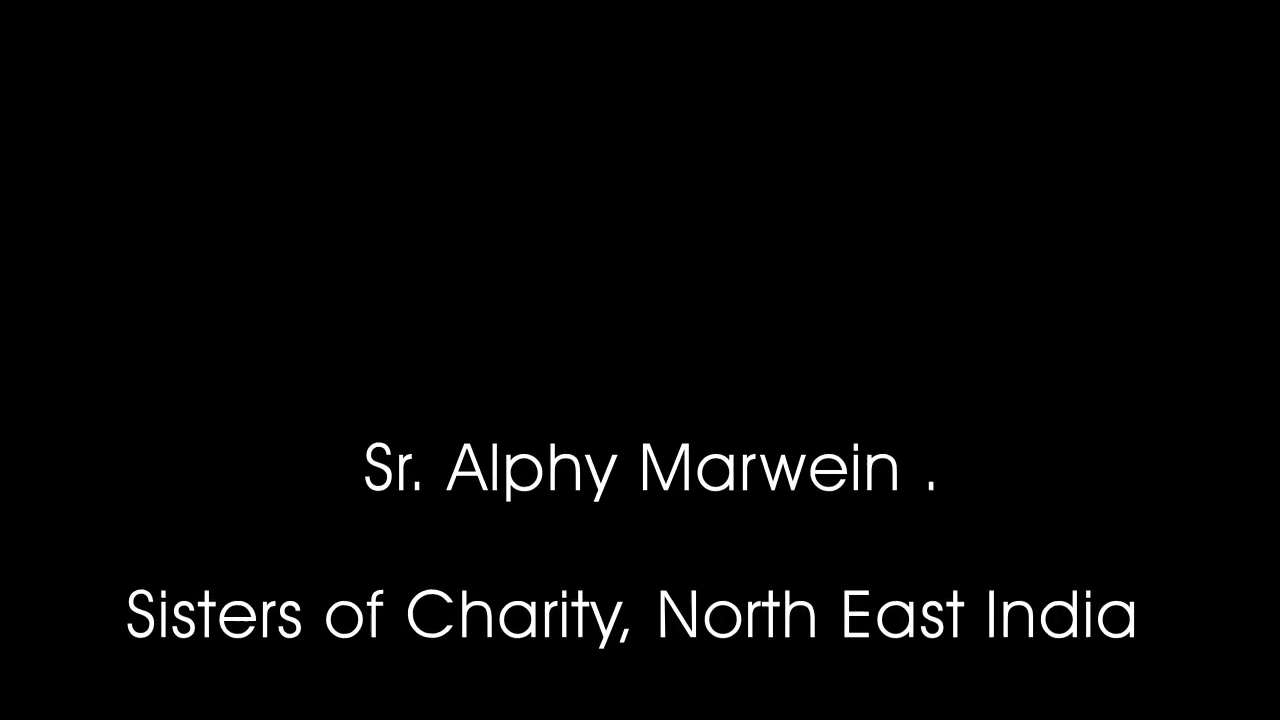 Sr. Alphy Marwein .
Sisters of Charity, North East India